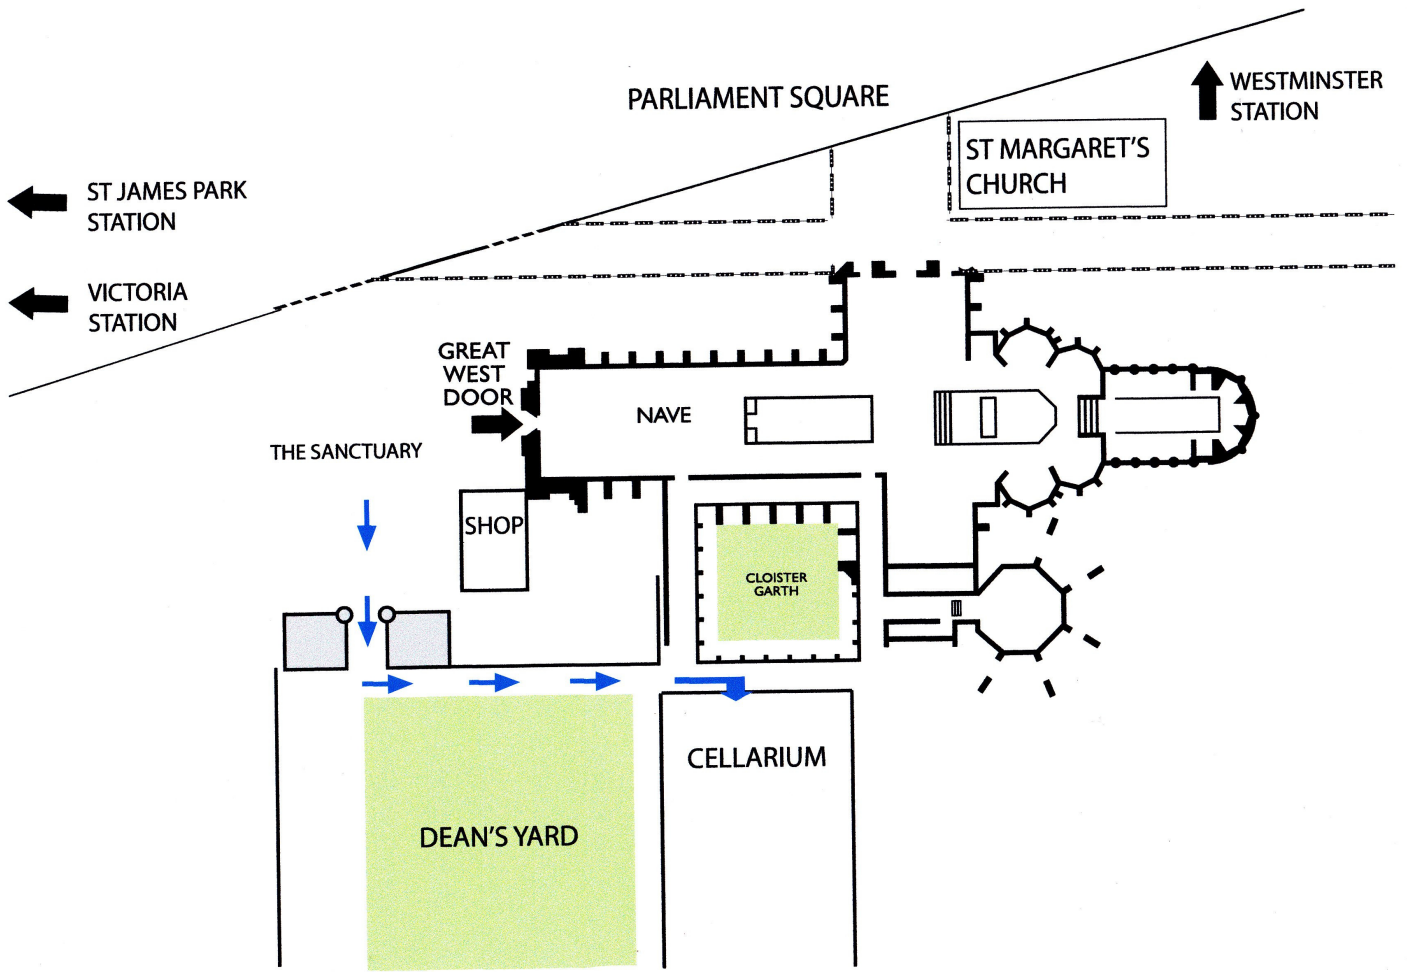 PARLIAMENT SQUARE
WESTMINSTER
STATION
ST MARGARET'S
CHURCH
ST JAMES PARK
STATION
VICTORIA
STATION
GREAT
WEST
DOOR
NAVE
THE SANCTUARY
SHOP
CLOISTER
GARTH
CELLARIUM
DEAN'S YARD